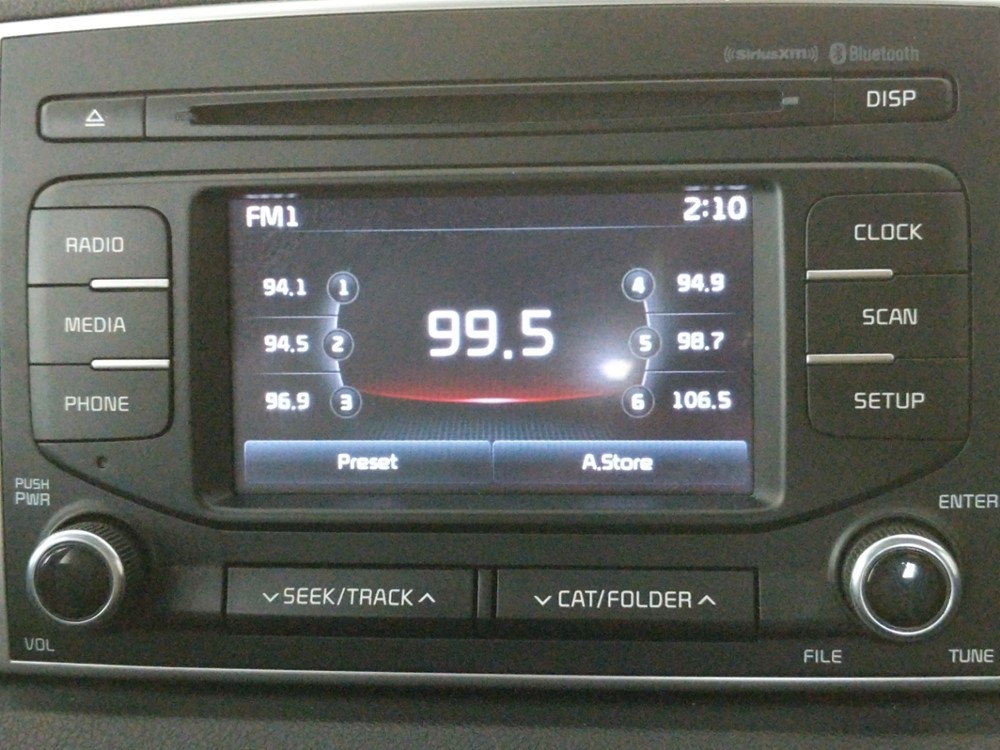 SiriusXM Bluetooth
DISP
RADIO
MEDIA
PHONE
FM1 2:10
94.1 1
94.5 2
96.9 3
99.5
4 94.9
5 98.7
6 106.5
Preset A.Store
CLOCK
SCAN
SETUP
PUSH
PWR
VOL
SEEK/TRACK
CAT/FOLDER
ENTER
FILE TUNE